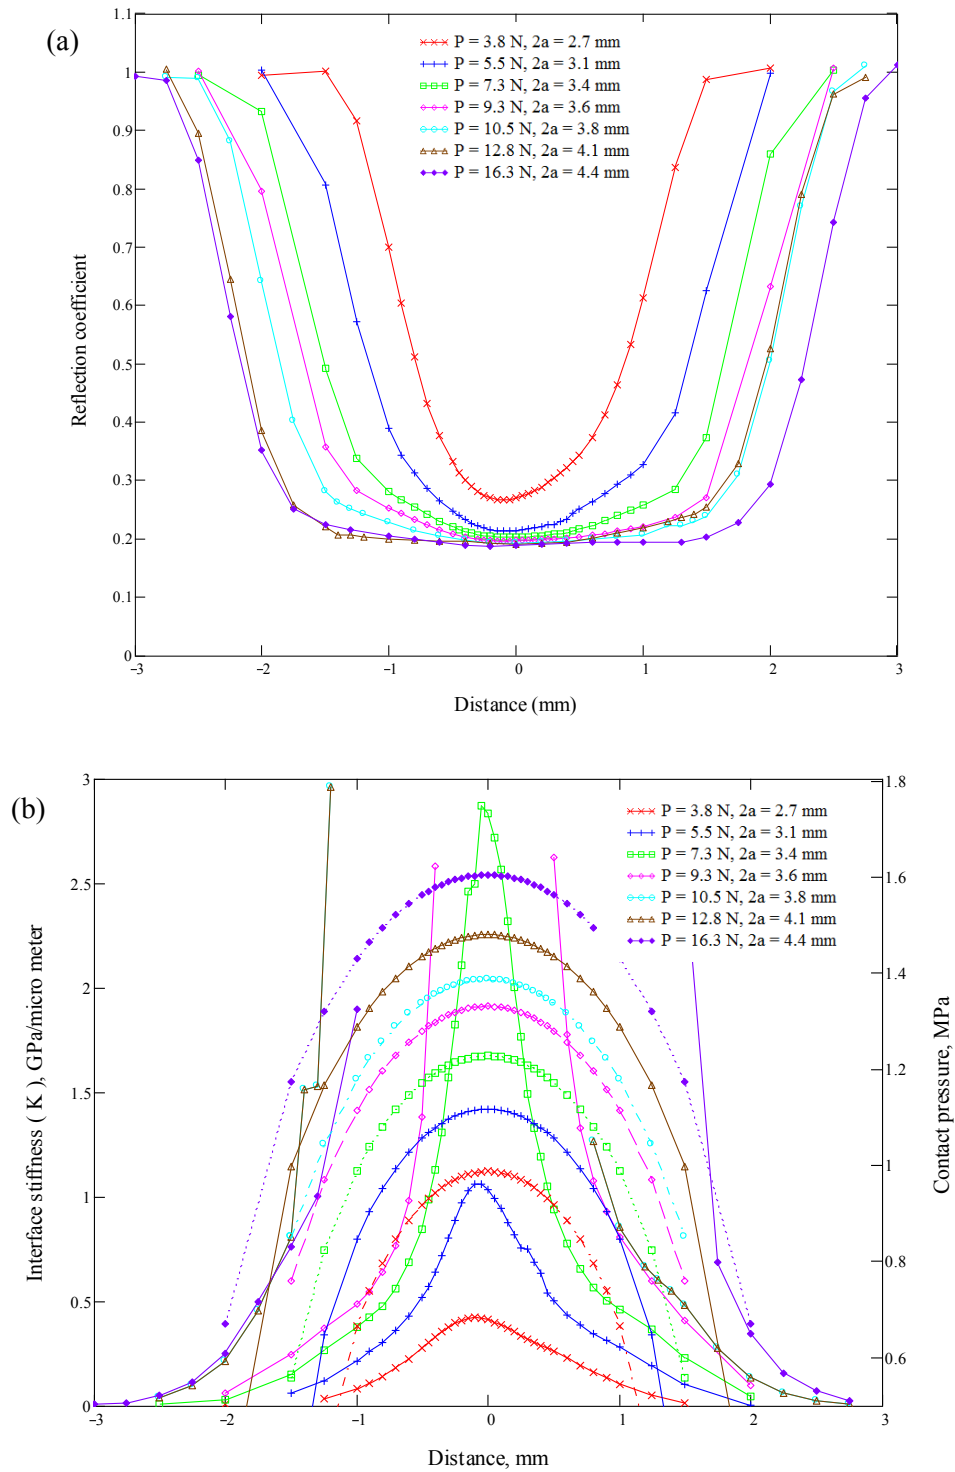 (a)
1.1
1
0.9
0.8
0.7
0.6
0.5
0.4
0.3
0.2
0.1
0
Reflection coefficient
P = 3.8 N, 2a = 2.7 mm
P = 5.5 N, 2a = 3.1 mm
P = 7.3 N, 2a = 3.4 mm
P = 9.3 N, 2a = 3.6 mm
P = 10.5 N, 2a = 3.8 mm
P = 12.8 N, 2a = 4.1 mm
P = 16.3 N, 2a = 4.4 mm
−3 −2 −1 0 1 2 3
Distance (mm)
(b)
3
2.5
2
1.5
1
0.5
0
Interface stiffness ( K ), GPa/micro meter
P = 3.8 N, 2a = 2.7 mm
P = 5.5 N, 2a = 3.1 mm
P = 7.3 N, 2a = 3.4 mm
P = 9.3 N, 2a = 3.6 mm
P = 10.5 N, 2a = 3.8 mm
P = 12.8 N, 2a = 4.1 mm
P = 16.3 N, 2a = 4.4 mm
1.8
1.6
1.4
1.2
1
0.8
0.6
Contact pressure, MPa
−3 −2 −1 0 1 2 3
Distance, mm